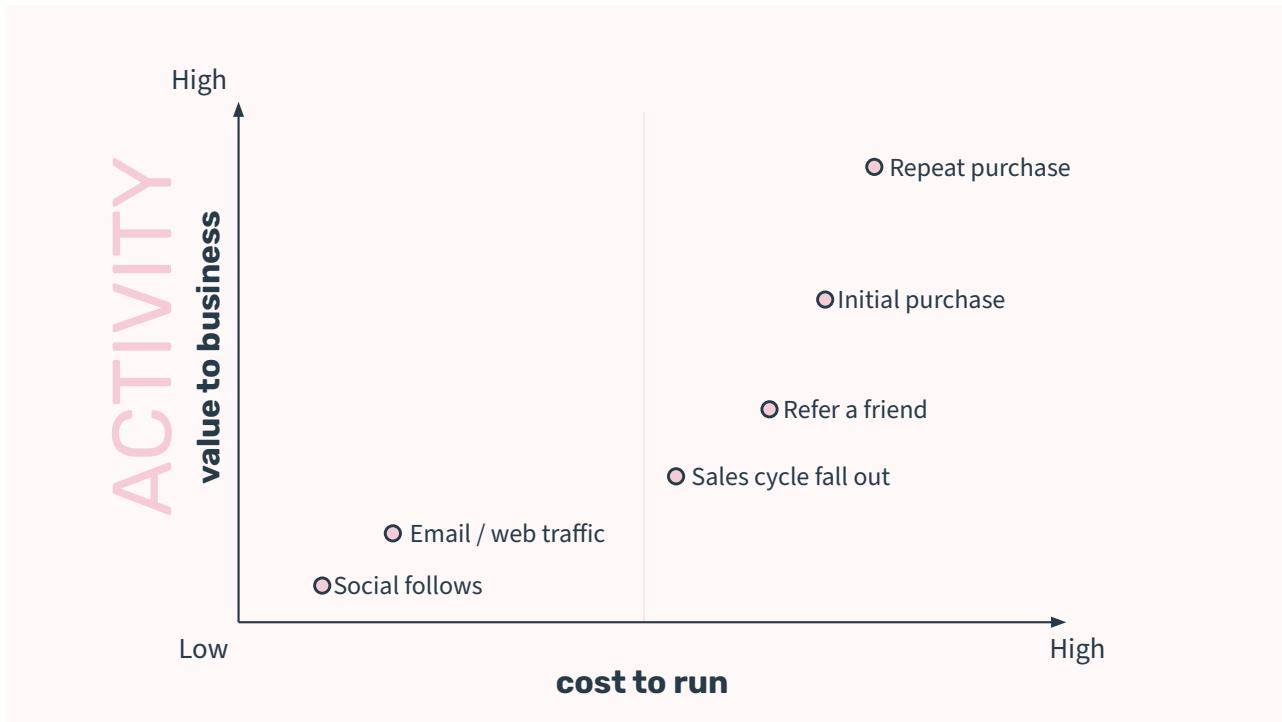 High
ACTIVITY
value to business
Repeat purchase
Initial purchase
Refer a friend
Sales cycle fall out
Email / web traffic
Social follows
Low
High
cost to run